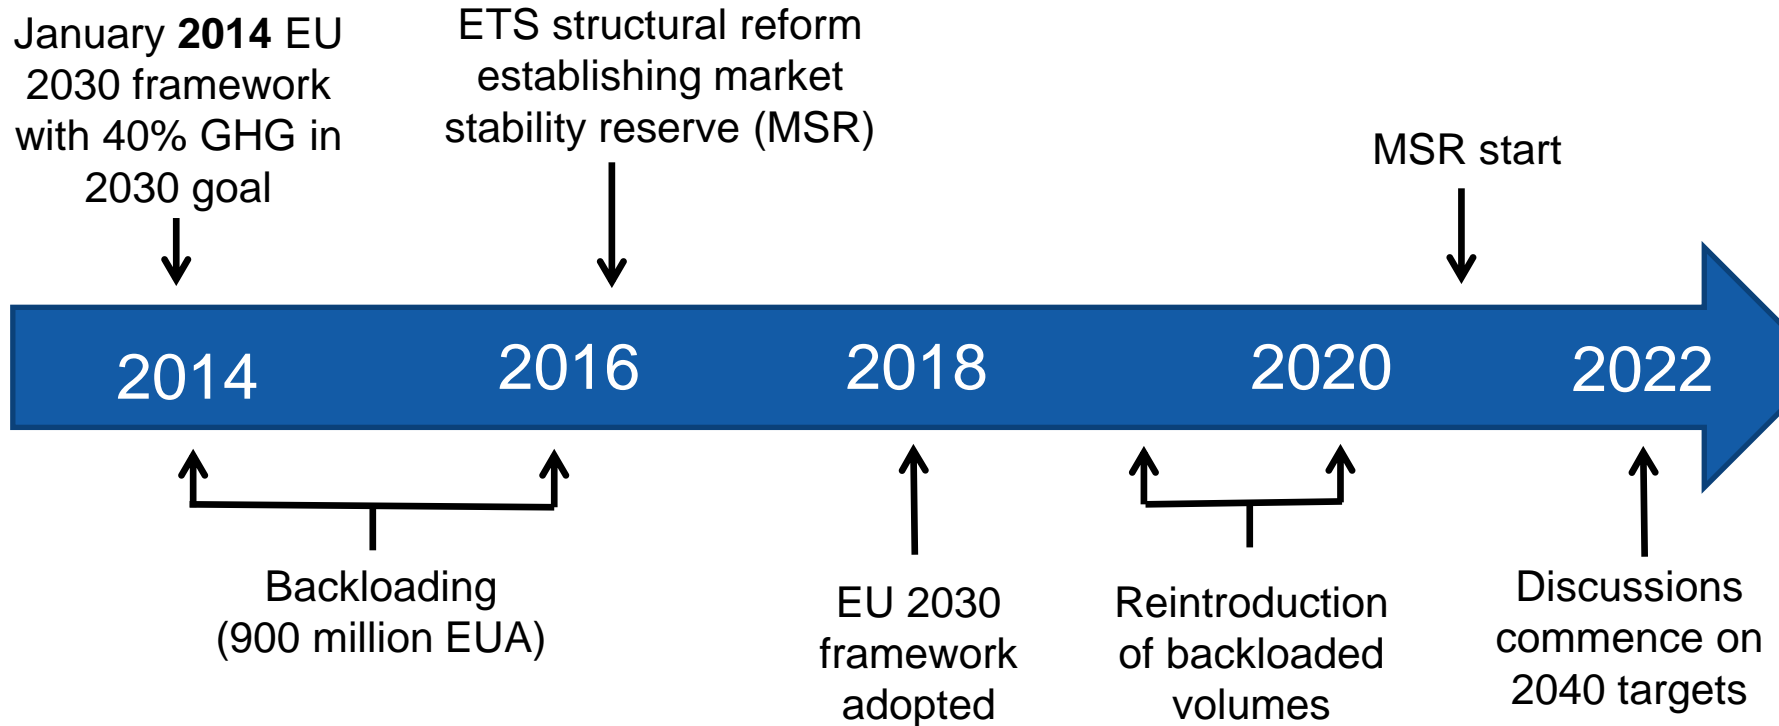 January 2014 EU
2030 framework
with 40% GHG in
2030 goal
ETS structural reform
establishing market
stability reserve (MSR)
MSR start
2014
2016
2018
2020
2022
Backloading
(900 million EUA)
EU 2030
framework
adopted
Reintroduction
of backloaded
volumes
Discussions
commence on
2040 targets